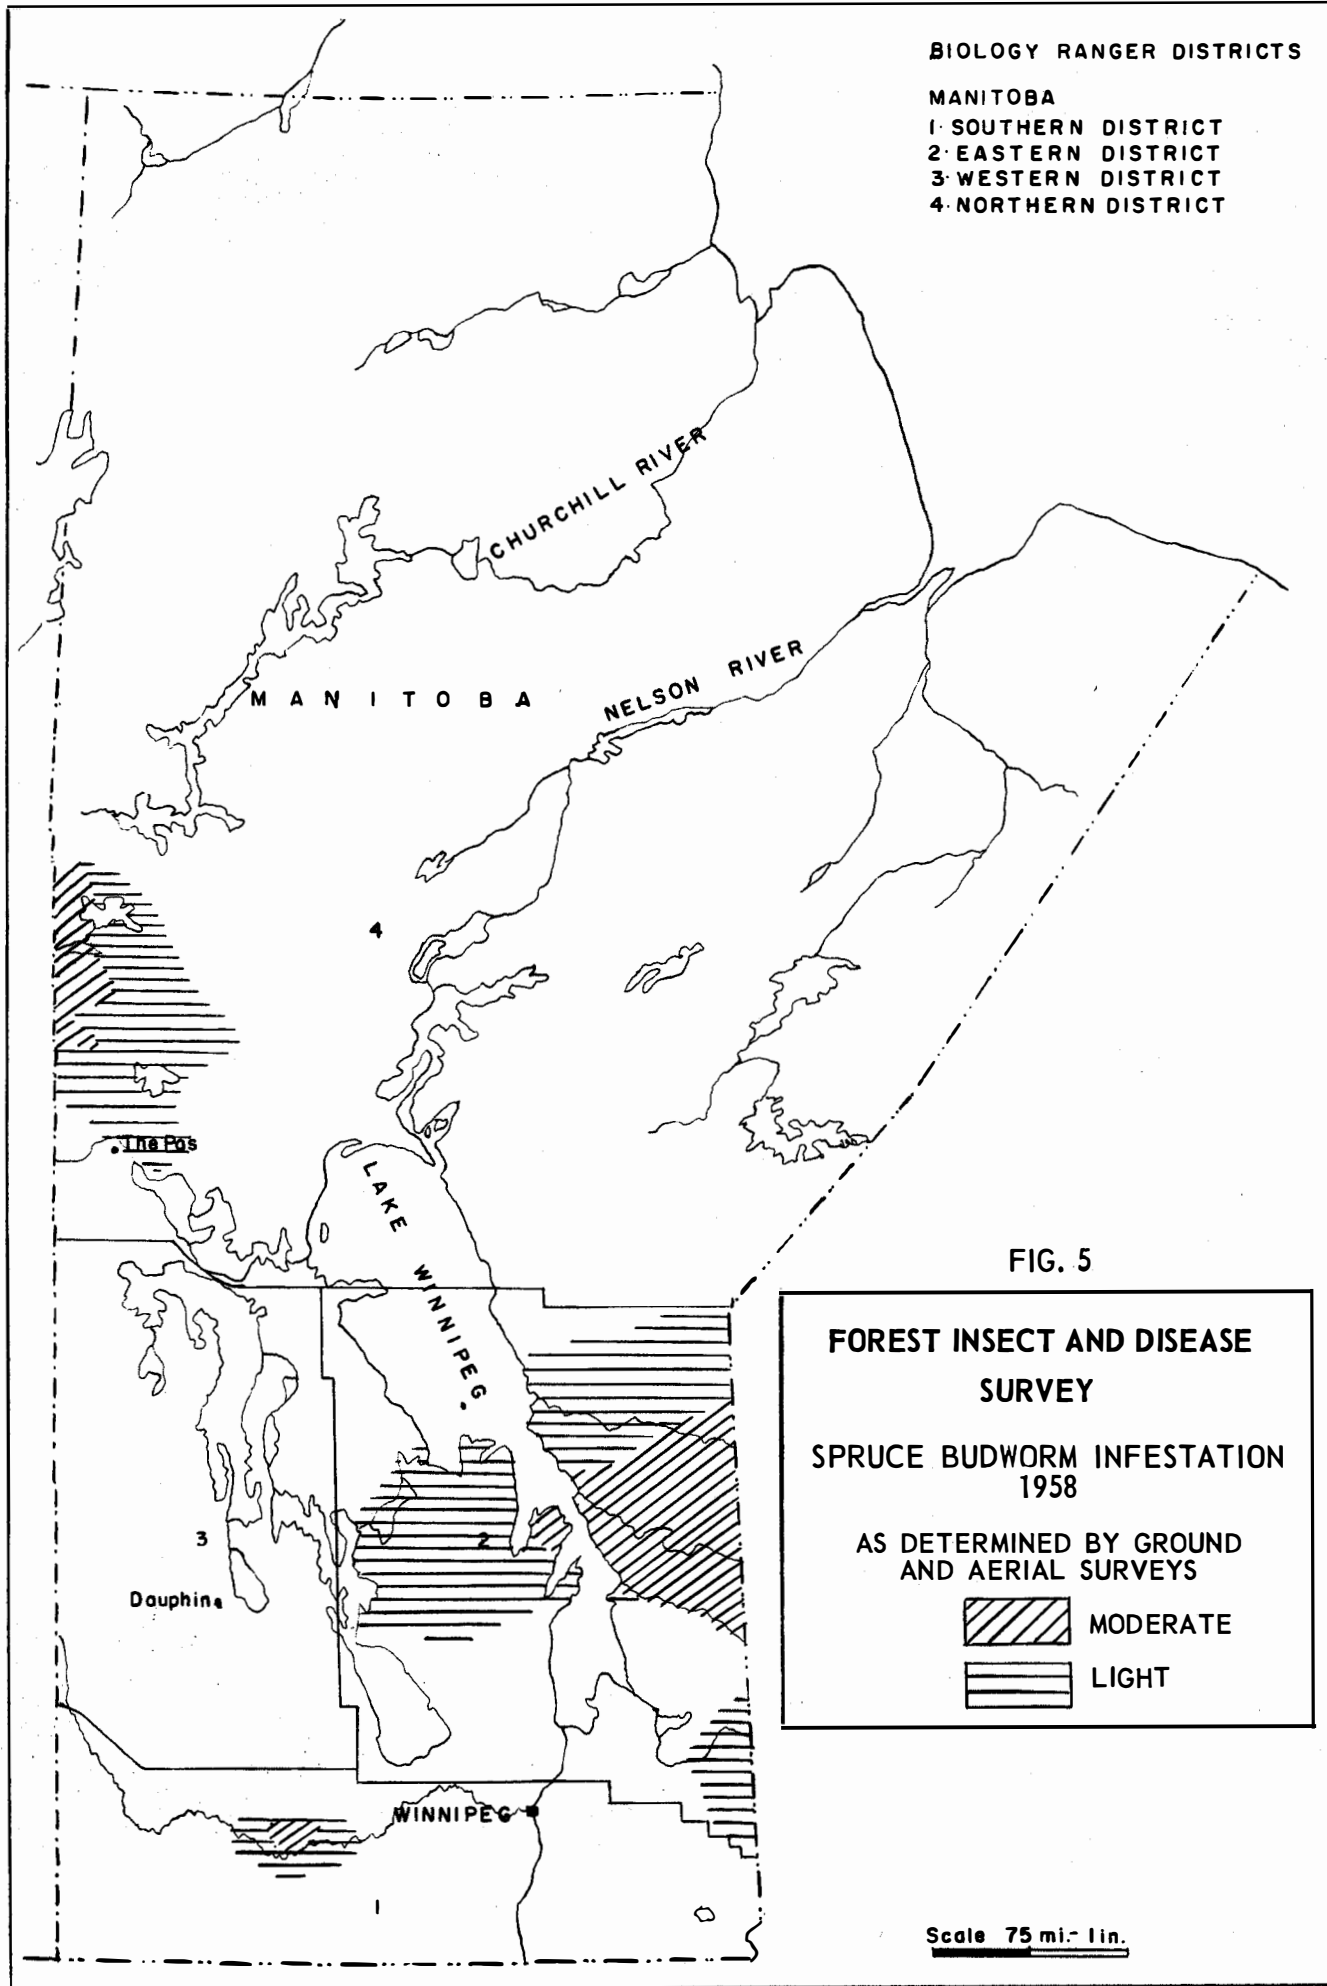 BIOLOGY RANGER DISTRICTS
MANITOBA
1. SOUTHERN DISTRICT
2. EASTERN DISTRICT
3. WESTERN DISTRICT
4. NORTHERN DISTRICT
CHURCHILL RIVER
NELSON RIVER
MANITOBA
4
The Pas
LAKE WINNIPEG
FIG. 5
FOREST INSECT AND DISEASE
SURVEY
SPRUCE BUDWORM INFESTATION
1958
AS DETERMINED BY GROUND
AND AERIAL SURVEYS
MODERATE
LIGHT
3
2
Dauphin
WINNIPEG
1
Scale 75 mi.- 1 in.